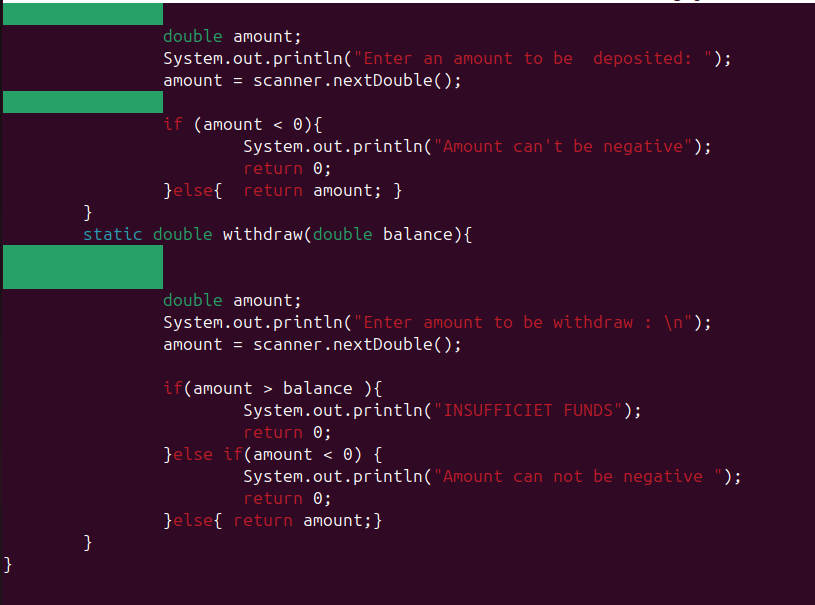 double amount;
System.out.println("Enter an amount to be  deposited: ");
amount = scanner.nextDouble();
if (amount < 0){
System.out.println("Amount can't be negative");
return 0;
}else{  return amount; }
}
static double withdraw(double balance){
double amount;
System.out.println("Enter amount to be withdraw : \n");
amount = scanner.nextDouble();
if(amount > balance ){
System.out.println("INSUFFICIET FUNDS");
return 0;
}else if(amount < 0) {
System.out.println("Amount can not be negative ");
return 0;
}else{ return amount;}
}
}